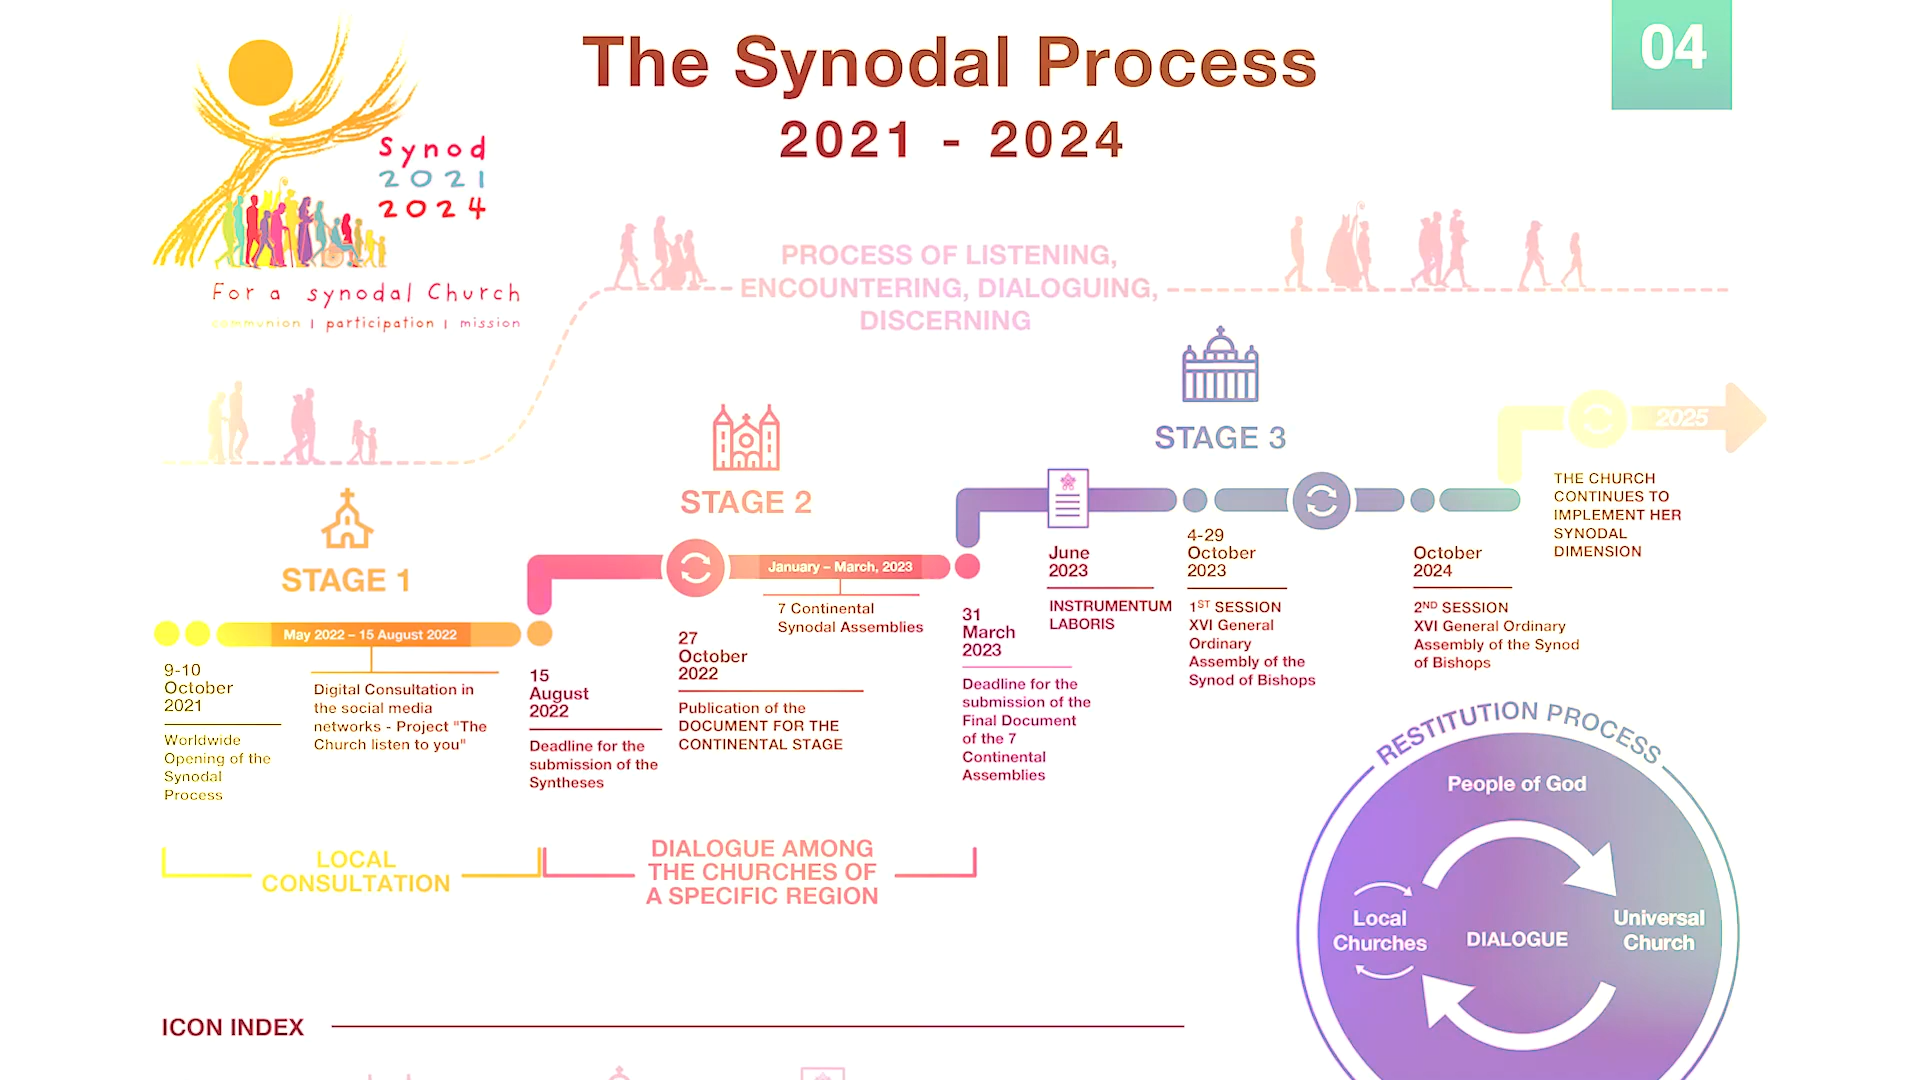 The Synodal Process
2021 - 2024
04
Synod
2021
2024
For a synodal Church
communion | participation | mission
PROCESS OF LISTENING,
ENCOUNTERING, DIALOGUING,
DISCERNING
STAGE 1
May 2022 – 15 August 2022
9-10
October
2021
Worldwide
Opening of the
Synodal
Process
Digital Consultation in
the social media
networks - Project "The
Church listen to you"
15
August
2022
Deadline for the
submission of the
Syntheses
STAGE 2
January – March, 2023
7 Continental
Synodal Assemblies
27
October
2022
Publication of the
DOCUMENT FOR THE
CONTINENTAL STAGE
31
March
2023
Deadline for the
submission of the
Final Document
of the 7
Continental
Assemblies
STAGE 3
June
2023
INSTRUMENTUM
LABORIS
4-29
October
2023
1ST SESSION
XVI General
Ordinary
Assembly of the
Synod of Bishops
October
2024
2ND SESSION
XVI General Ordinary
Assembly of the Synod
of Bishops
2025
THE CHURCH
CONTINUES TO
IMPLEMENT HER
SYNODAL
DIMENSION
LOCAL
CONSULTATION
DIALOGUE AMONG
THE CHURCHES OF
A SPECIFIC REGION
RESTITUTION PROCESS
People of God
Local
Churches
DIALOGUE
Universal
Church
ICON INDEX